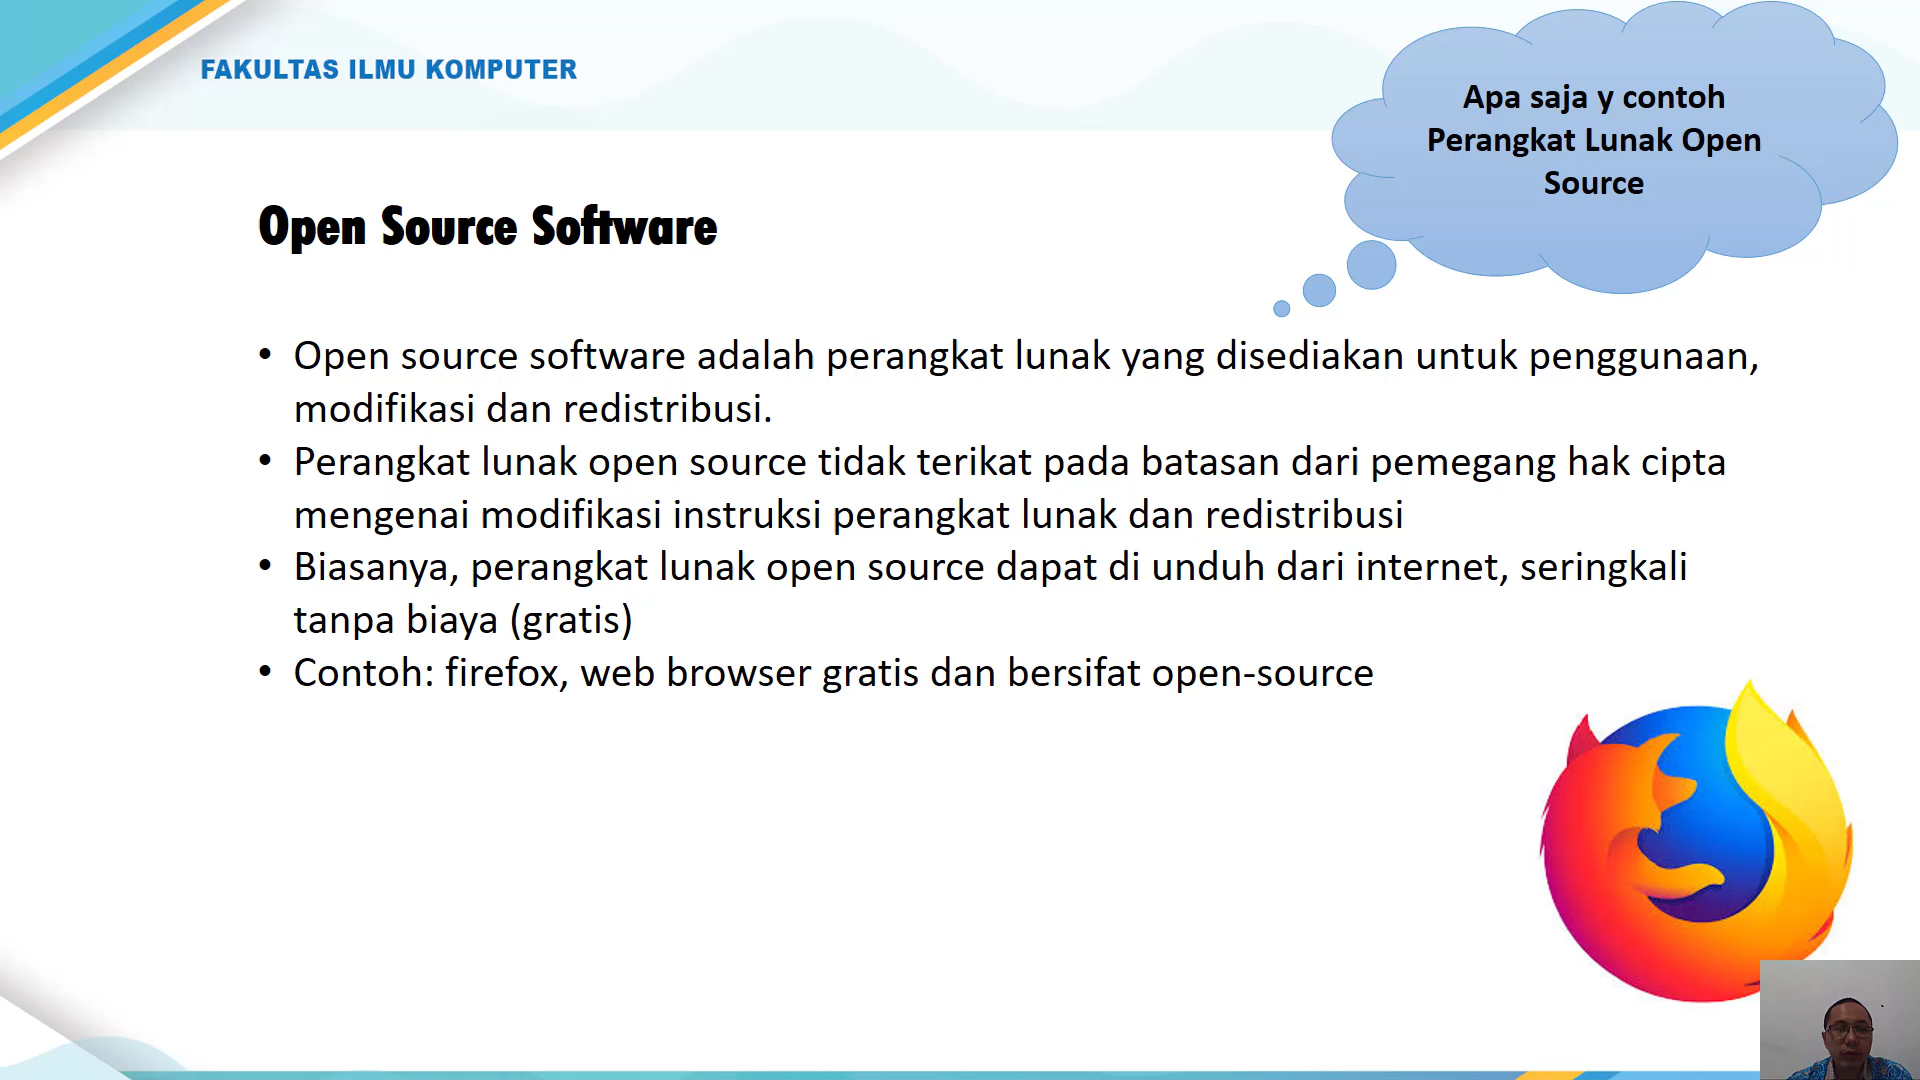 FAKULTAS ILMU KOMPUTER
Apa saja y contoh
Perangkat Lunak Open
Source
Open Source Software
• Open source software adalah perangkat lunak yang disediakan untuk penggunaan,
modifikasi dan redistribusi.
• Perangkat lunak open source tidak terikat pada batasan dari pemegang hak cipta
mengenai modifikasi instruksi perangkat lunak dan redistribusi
• Biasanya, perangkat lunak open source dapat di unduh dari internet, seringkali
tanpa biaya (gratis)
• Contoh: firefox, web browser gratis dan bersifat open-source